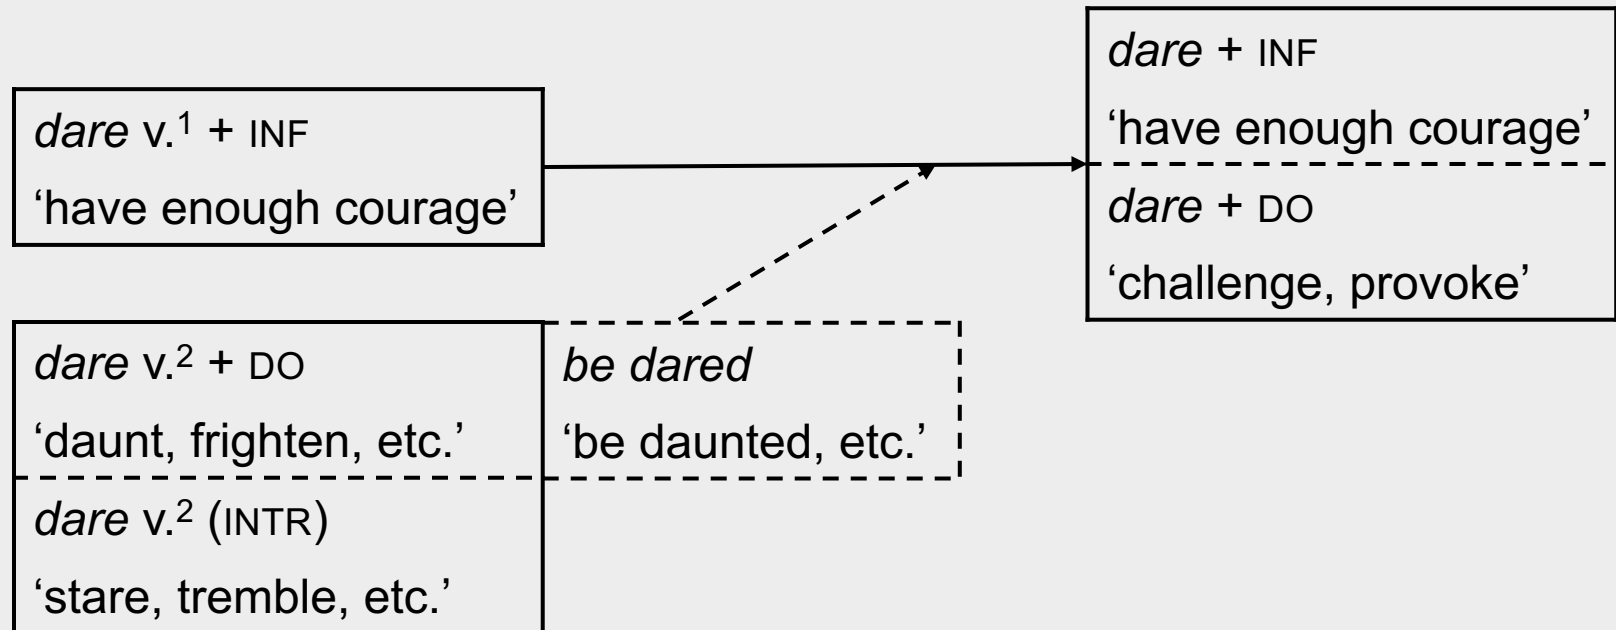 dare v.¹ + INF
‘have enough courage’
dare + INF
‘have enough courage’
dare + DO
‘challenge, provoke’
dare v.² + DO
‘daunt, frighten, etc.’
be dared
‘be daunted, etc.’
dare v.² (INTR)
‘stare, tremble, etc.’